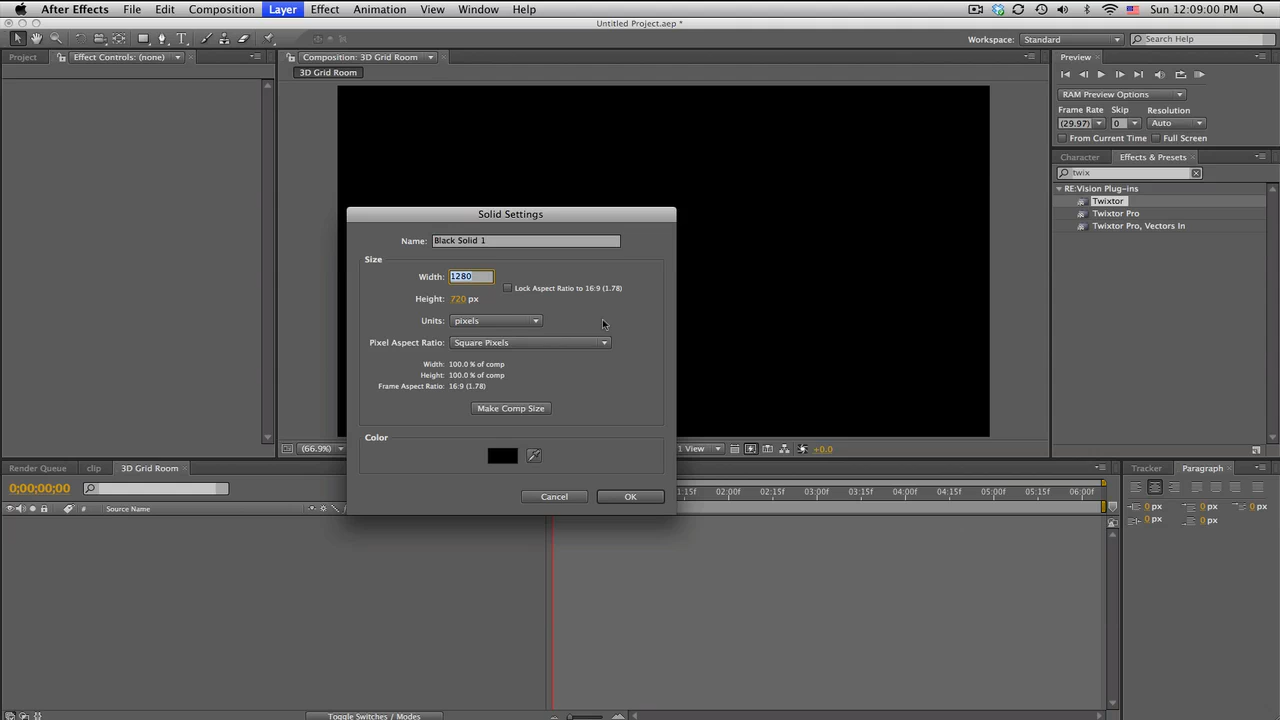 After Effects File Edit Composition Layer Effect Animation View Window Help Sun 12:09:00 PM
Untitled Project.aep *
Workspace: Standard Search Help
Project Effect Controls: (none) Composition: 3D Grid Room Preview
3D Grid Room
RAM Preview Options
Frame Rate Skip Resolution
(29.97) 0 Auto
From Current Time Full Screen
Character Effects & Presets
twix
RE:Vision Plug-ins
Twixtor
Twixtor Pro
Twixtor Pro, Vectors In
Solid Settings
Name: Black Solid 1
Size
Width: 1280
Lock Aspect Ratio to 16:9 (1.78)
Height: 720 px
Units: pixels
Pixel Aspect Ratio: Square Pixels
Width: 100.0 % of comp
Height: 100.0 % of comp
Frame Aspect Ratio: 16:9 (1.78)
Make Comp Size
Color
Cancel OK
(66.9%) 1 View +0.0
Render Queue clip 3D Grid Room Tracker Paragraph
0;00;00;00
1:15f 02:00f 02:15f 03:00f 03:15f 04:00f 04:15f 05:00f 05:15f 06:00f
# Source Name
0 px 0 px 0 px
0 px 0 px
Toggle Switches / Modes